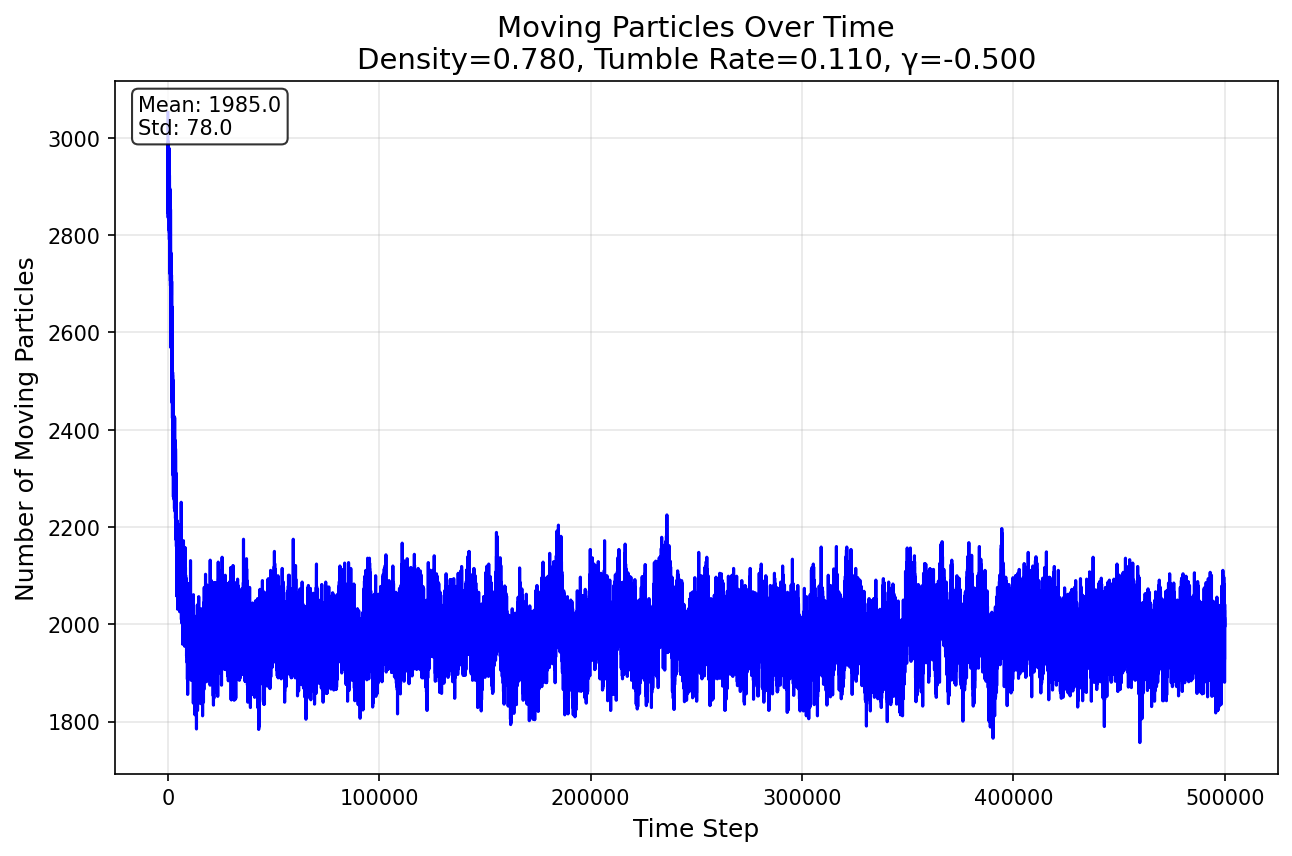 Moving Particles Over Time
Density=0.780, Tumble Rate=0.110, γ=-0.500
Mean: 1985.0
Std: 78.0
Number of Moving Particles
3000
2800
2600
2400
2200
2000
1800
0
100000
200000
300000
400000
500000
Time Step